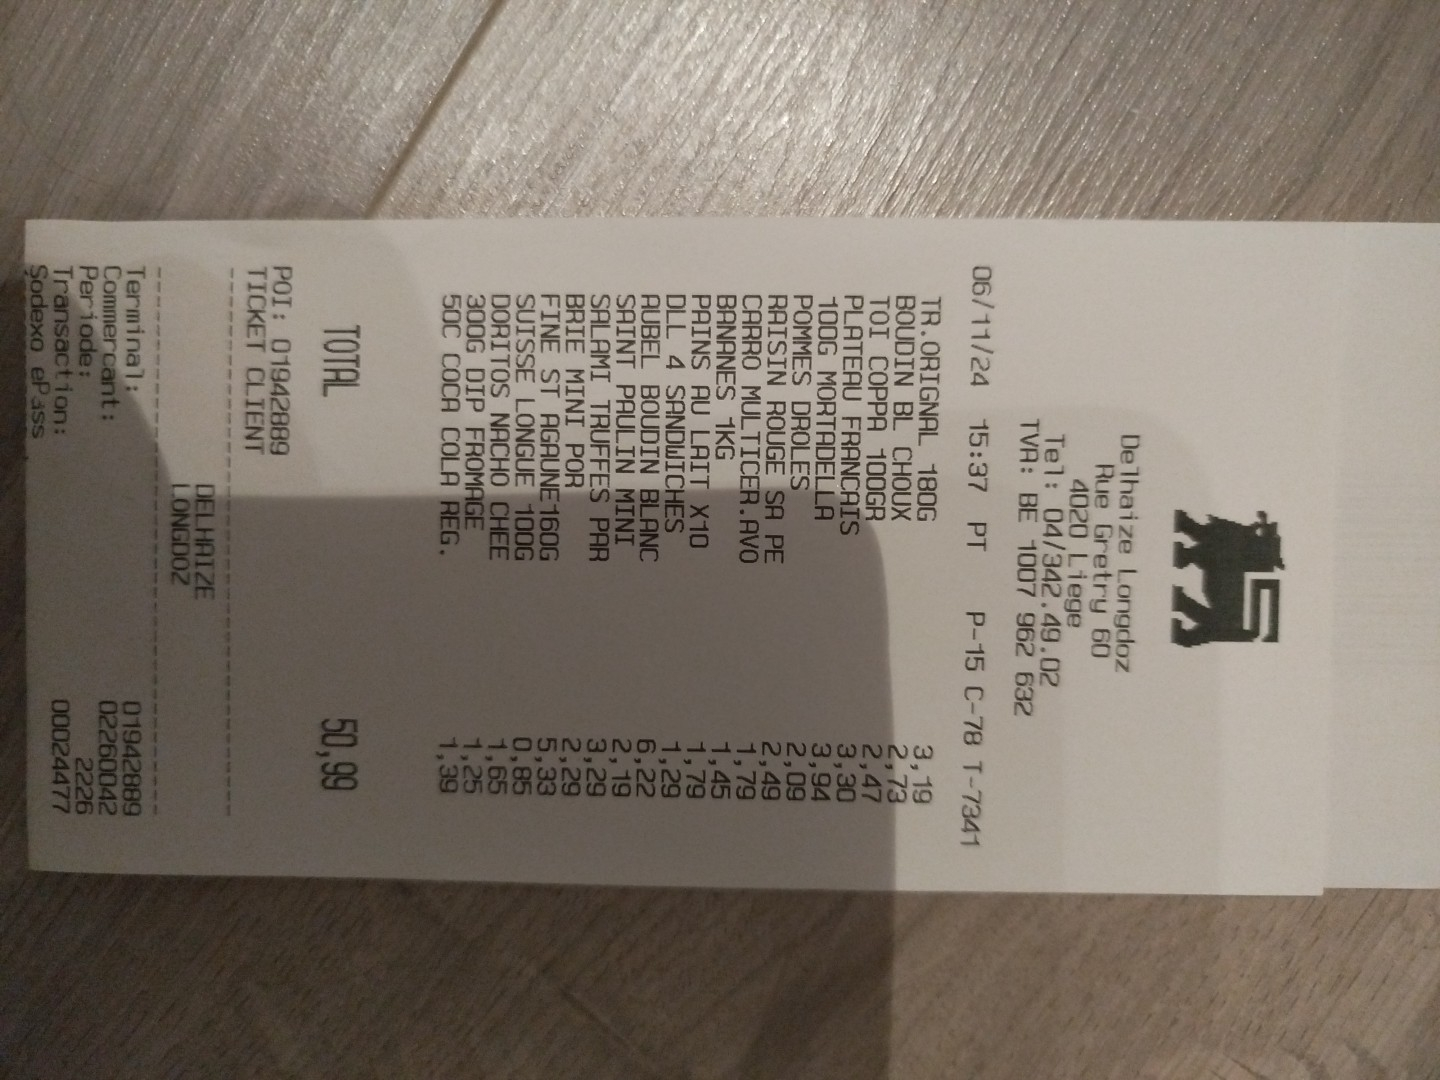 Delhaize Longdoz
Rue Gretry 60
4020 Liege
Tel: 04/342.49.02
TVA: BE 1007 962 632
06/11/24 15:37 PT P-15 C-78 T-7341
TR.ORIGNAL 180G 3,19
BOUDIN BL CHOUX 2,73
TOI COPPA 100GR 2,47
PLATEAU FRANCAIS 3,30
100G MORTADELLA 3,94
POMMES DROLES 2,09
RAISIN ROUGE SA PE 2,49
CARRO MULTICER.AVO 1,79
BANANES 1KG 1,45
PAINS AU LAIT X10 1,79
DLL 4 SANDWICHES 1,29
AUBEL BOUDIN BLANC 6,22
SAINT PAULIN MINI 2,19
SALAMI TRUFFES PAR 3,29
BRIE MINI POR 2,29
FINE ST AGAUNE160G 5,33
SUISSE LONGUE 100G 0,85
DORITOS NACHO CHEE 1,65
300G DIP FROMAGE 1,25
50C COCA COLA REG. 1,39
TOTAL 50,99
POI: 01942889
TICKET CLIENT
DELHAIZE
LONGDOZ
Terminal: 01942889
Commercant: 02260042
Periode: 2226
Transaction: 00024477
Sodexo ePass